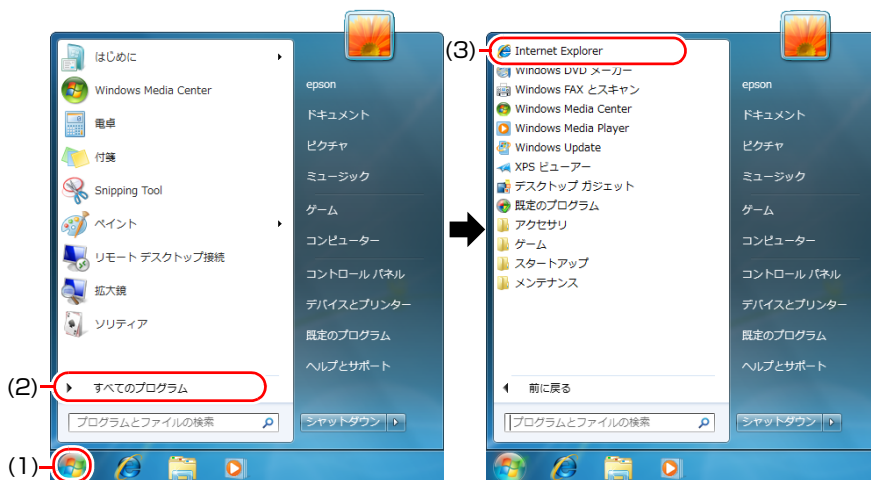 はじめに
Windows Media Center
電卓
付箋
Snipping Tool
ペイント
リモート デスクトップ接続
拡大鏡
ソリティア
(2)
すべてのプログラム
プログラムとファイルの検索
(1)
epson
ドキュメント
ピクチャ
ミュージック
ゲーム
コンピューター
コントロール パネル
デバイスとプリンター
既定のプログラム
ヘルプとサポート
シャットダウン
(3)
Internet Explorer
Windows DVD メーカー
Windows FAX とスキャン
Windows Media Center
Windows Media Player
Windows Update
XPS ビューアー
デスクトップ ガジェット
既定のプログラム
アクセサリ
ゲーム
スタートアップ
メンテナンス
前に戻る
プログラムとファイルの検索
epson
ドキュメント
ピクチャ
ミュージック
ゲーム
コンピューター
コントロール パネル
デバイスとプリンター
既定のプログラム
ヘルプとサポート
シャットダウン